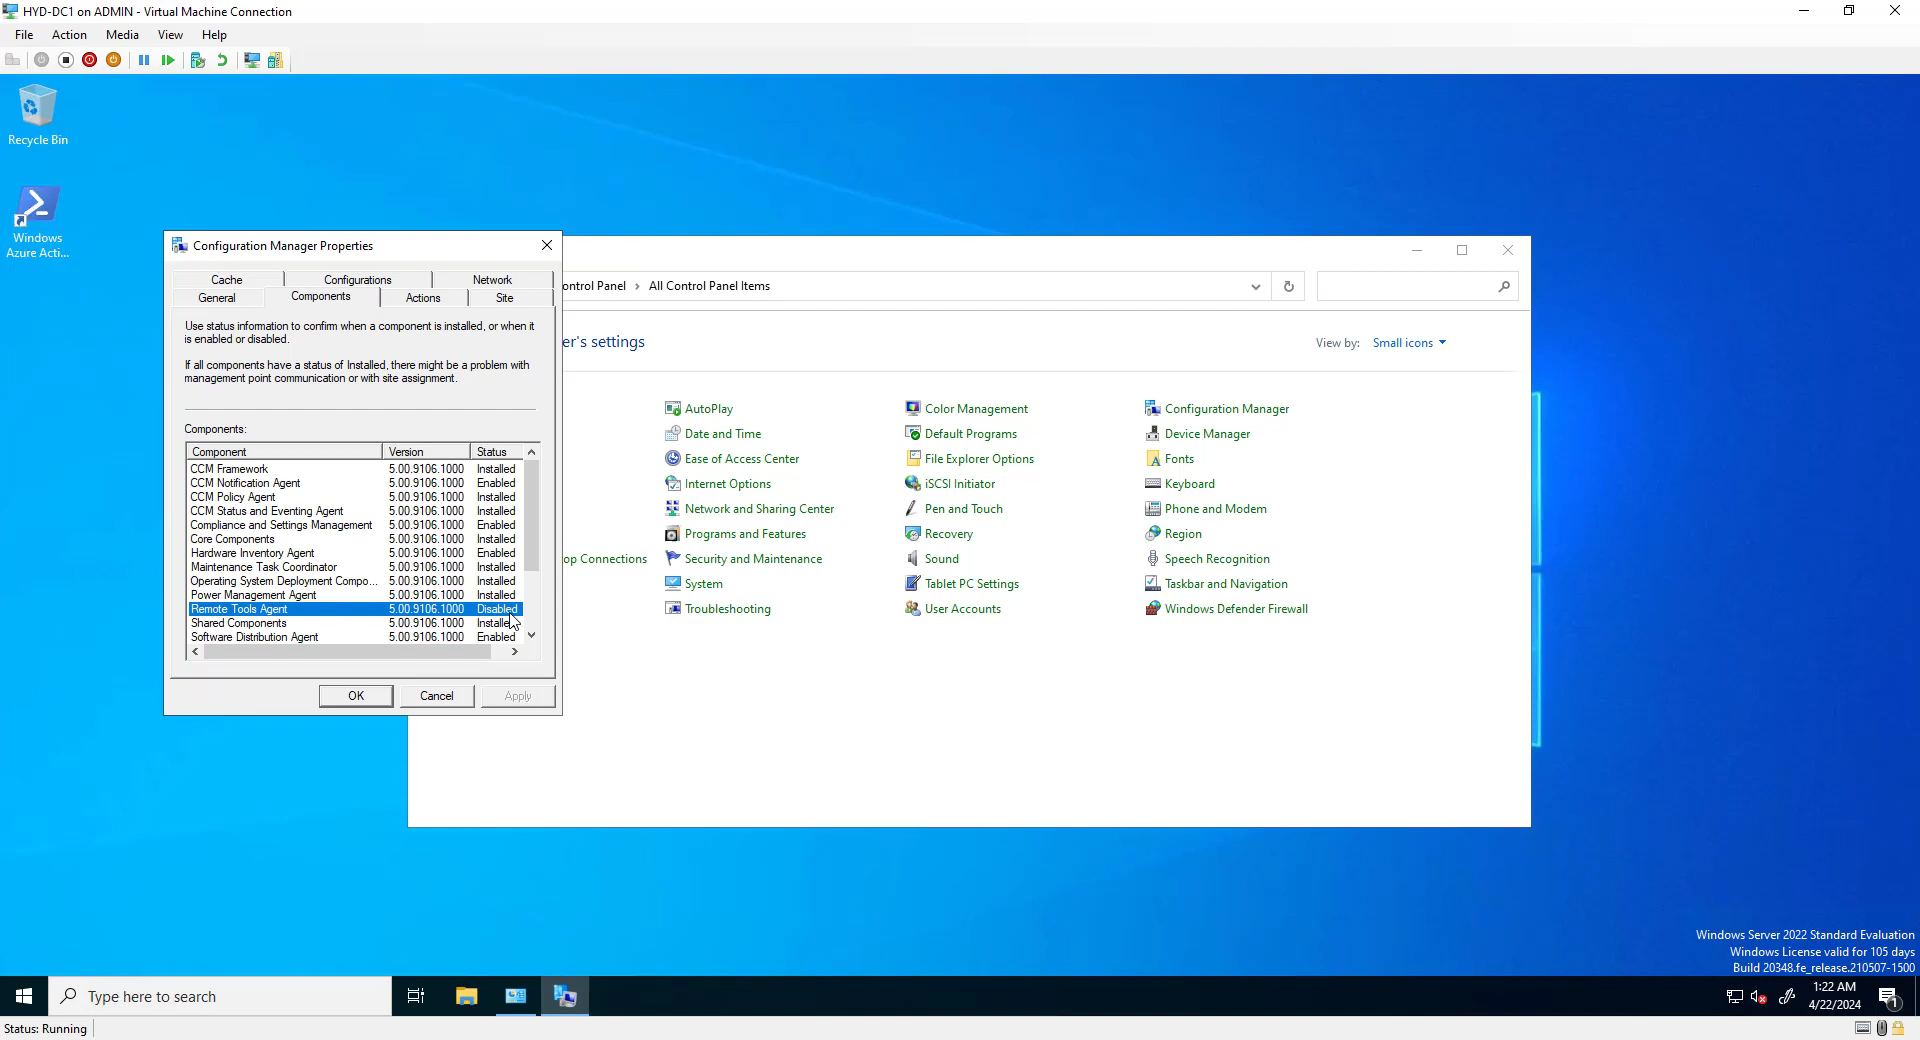 HYD-DC1 on ADMIN - Virtual Machine Connection
File Action Media View Help
Recycle Bin
Windows
Azure Acti...
Configuration Manager Properties
Cache Configurations Network
General Components Actions Site
Use status information to confirm when a component is installed, or when it
is enabled or disabled.
If all components have a status of Installed, there might be a problem with
management point communication or with site assignment.
Components:
Component Version Status
CCM Framework 5.00.9106.1000 Installed
CCM Notification Agent 5.00.9106.1000 Enabled
CCM Policy Agent 5.00.9106.1000 Installed
CCM Status and Eventing Agent 5.00.9106.1000 Installed
Compliance and Settings Management 5.00.9106.1000 Enabled
Core Components 5.00.9106.1000 Installed
Hardware Inventory Agent 5.00.9106.1000 Enabled
Maintenance Task Coordinator 5.00.9106.1000 Installed
Operating System Deployment Compo... 5.00.9106.1000 Installed
Power Management Agent 5.00.9106.1000 Installed
Remote Tools Agent 5.00.9106.1000 Disabled
Shared Components 5.00.9106.1000 Installed
Software Distribution Agent 5.00.9106.1000 Enabled
OK Cancel Apply
ontrol Panel > All Control Panel Items
er's settings
View by: Small icons
AutoPlay Color Management Configuration Manager
Date and Time Default Programs Device Manager
Ease of Access Center File Explorer Options Fonts
Internet Options iSCSI Initiator Keyboard
Network and Sharing Center Pen and Touch Phone and Modem
Programs and Features Recovery Region
op Connections Security and Maintenance Sound Speech Recognition
System Tablet PC Settings Taskbar and Navigation
Troubleshooting User Accounts Windows Defender Firewall
Windows Server 2022 Standard Evaluation
Windows License valid for 105 days
Build 20348.fe_release.210507-1500
Type here to search
1:22 AM
4/22/2024
1
Status: Running